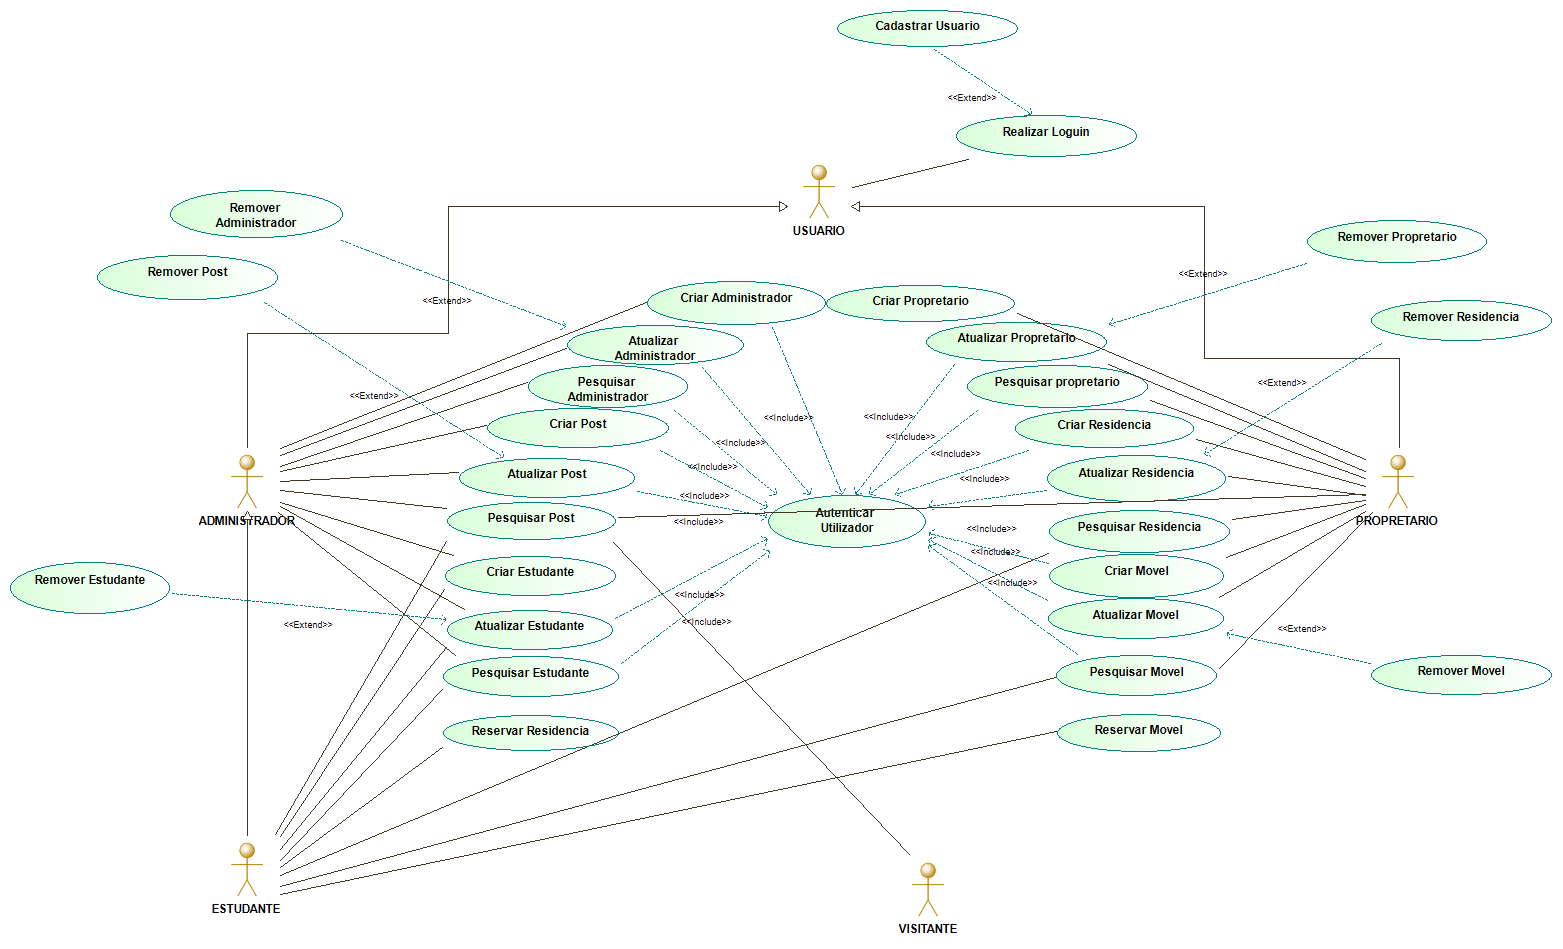 Cadastrar Usuario
<<Extend>>
Realizar Loguin
USUARIO
Remover
Administrador
Remover Post
<<Extend>>
<<Extend>>
Remover Propretario
<<Extend>>
Remover Residencia
<<Extend>>
Criar Administrador
Criar Propretario
Atualizar
Administrador
Atualizar Propretario
Pesquisar
Administrador
Pesquisar propretario
Criar Post
Criar Residencia
Atualizar Post
Atualizar Residencia
Pesquisar Post
Pesquisar Residencia
<<Include>>
<<Include>>
<<Include>>
<<Include>>
<<Include>>
<<Include>>
<<Include>>
<<Include>>
<<Include>>
<<Include>>
<<Include>>
<<Include>>
<<Include>>
<<Include>>
Autenticar
Utilizador
ADMINISTRADOR
PROPRETARIO
Criar Estudante
Criar Movel
Remover Estudante
<<Extend>>
Atualizar Estudante
Atualizar Movel
<<Extend>>
Pesquisar Estudante
Pesquisar Movel
Remover Movel
Reservar Residencia
Reservar Movel
ESTUDANTE
VISITANTE